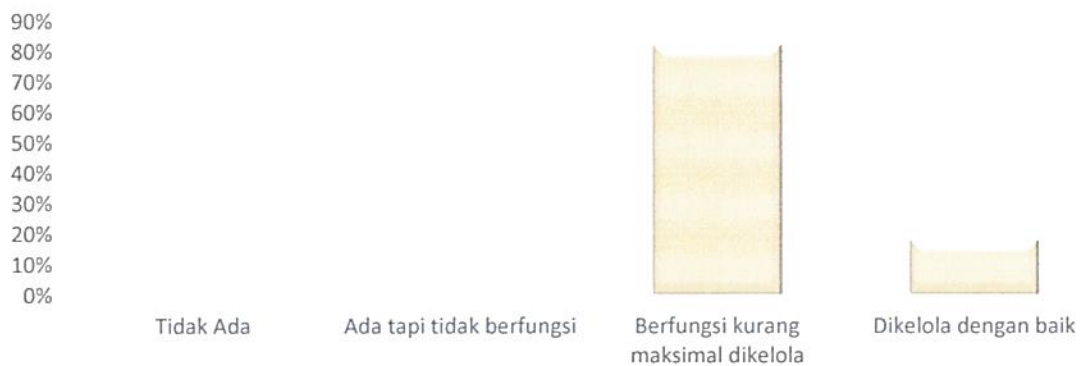 90%
80%
70%
60%
50%
40%
30%
20%
10%
0%
Tidak Ada
Ada tapi tidak berfungsi
Berfungsi kurang
maksimal dikelola
Dikelola dengan baik